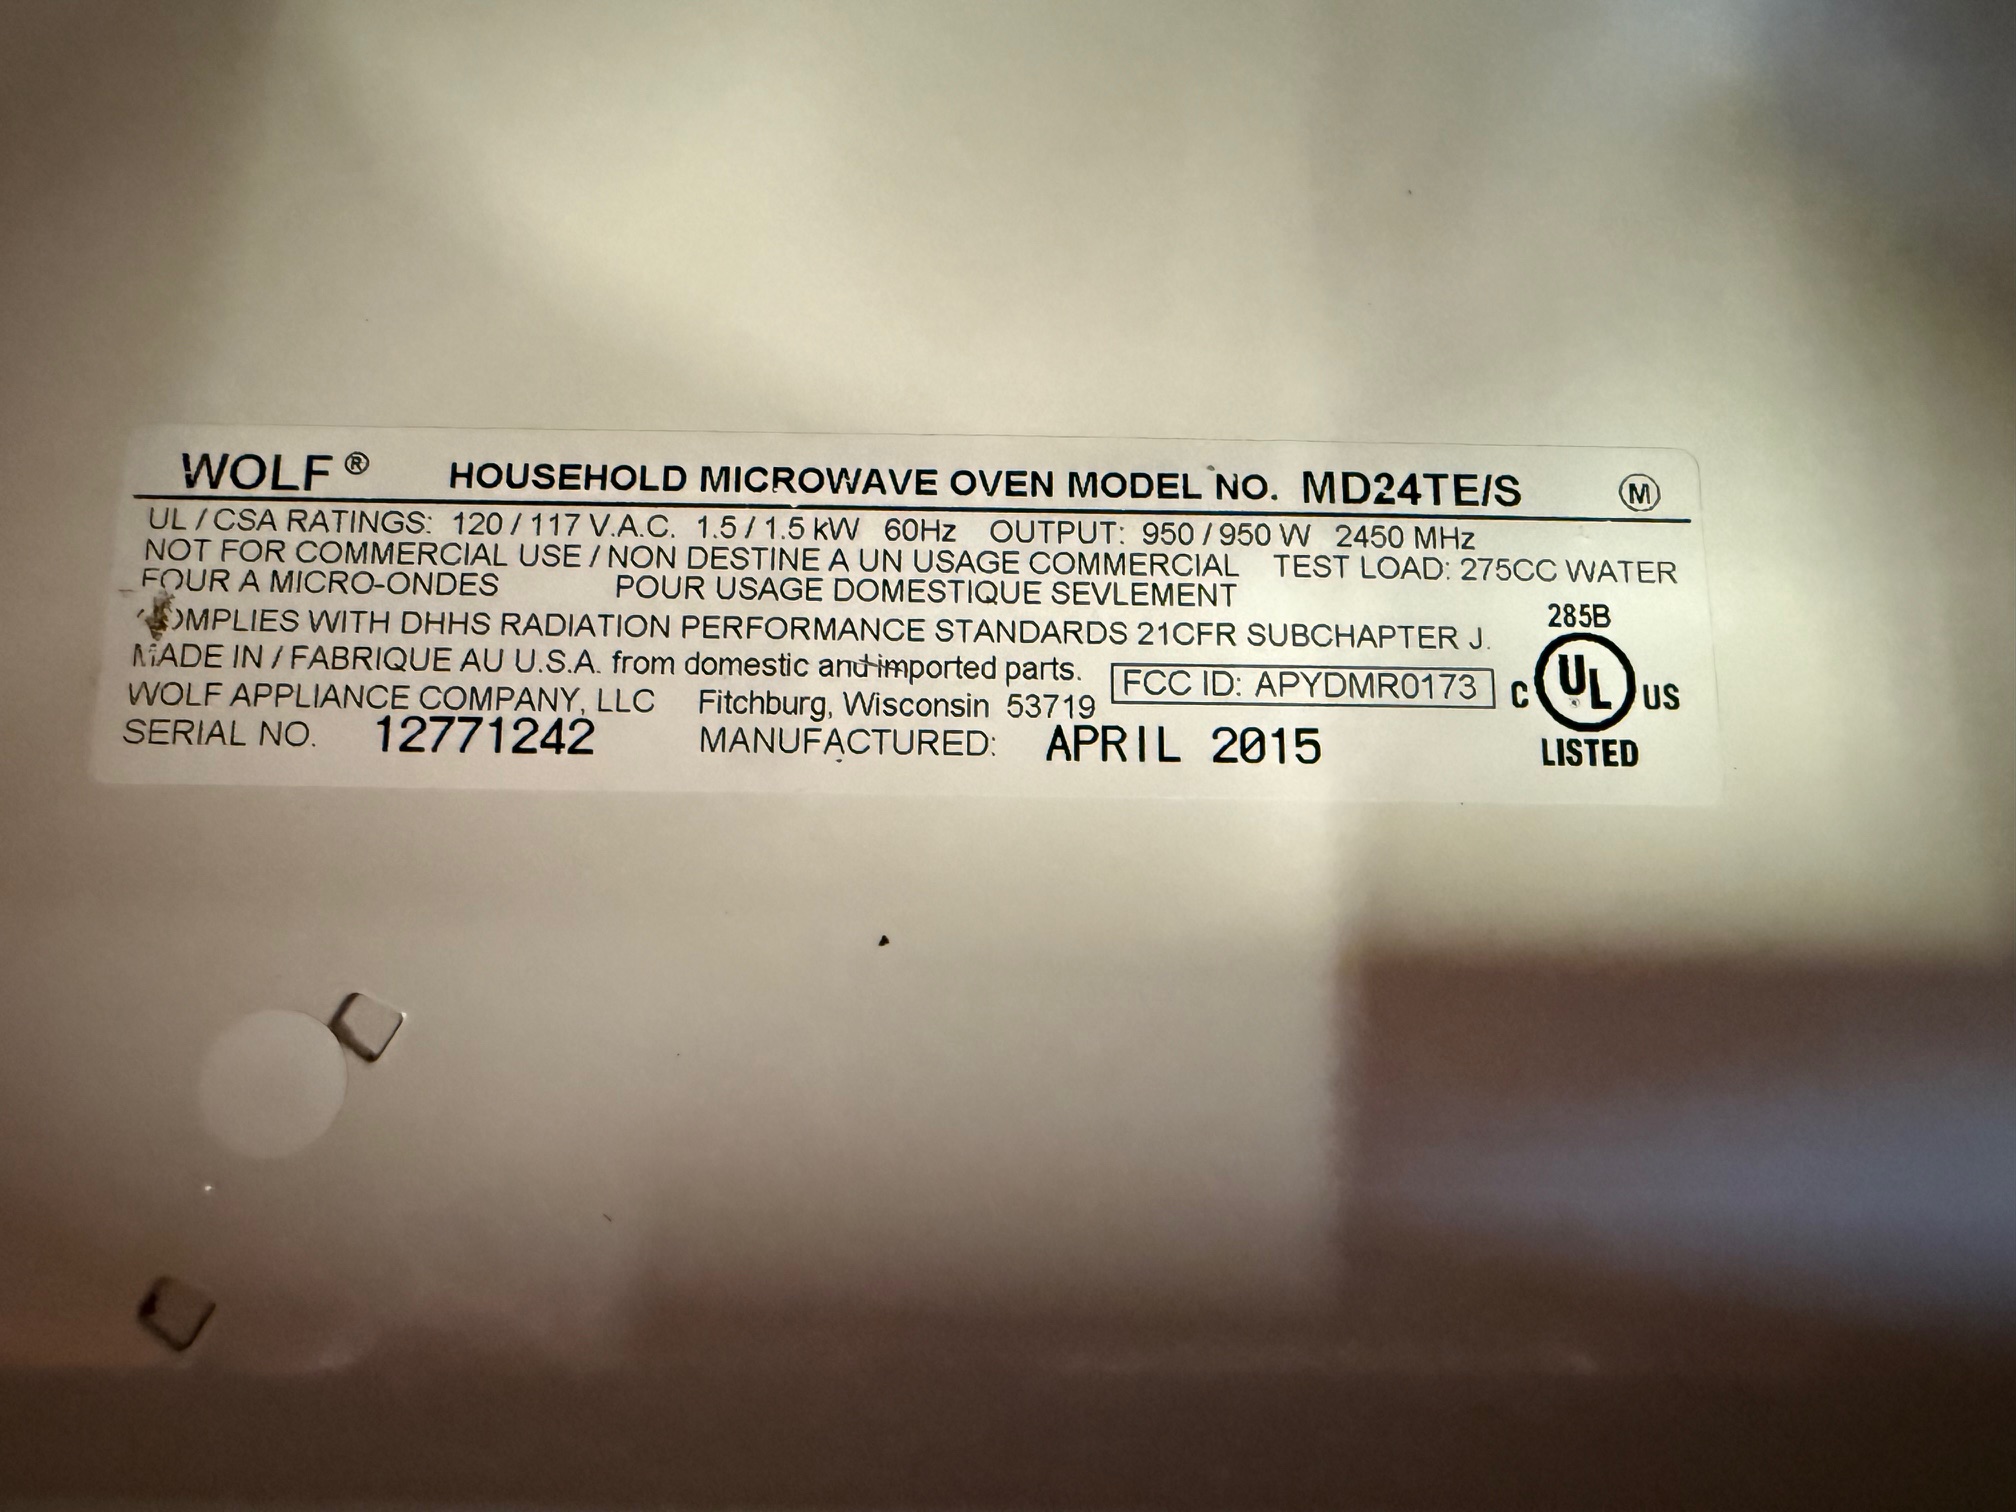 WOLF ® HOUSEHOLD MICROWAVE OVEN MODEL NO. MD24TE/S M
UL / CSA RATINGS: 120 / 117 V.A.C. 1.5 / 1.5 kW 60Hz OUTPUT: 950 / 950 W 2450 MHz
NOT FOR COMMERCIAL USE / NON DESTINE A UN USAGE COMMERCIAL TEST LOAD: 275CC WATER
FOUR A MICRO-ONDES POUR USAGE DOMESTIQUE SEVLEMENT
COMPLIES WITH DHHS RADIATION PERFORMANCE STANDARDS 21CFR SUBCHAPTER J.
MADE IN / FABRIQUE AU U.S.A. from domestic and imported parts.
FCC ID: APYDMR0173
WOLF APPLIANCE COMPANY, LLC Fitchburg, Wisconsin 53719
SERIAL NO. 12771242 MANUFACTURED: APRIL 2015
285B
C UL ® US
LISTED